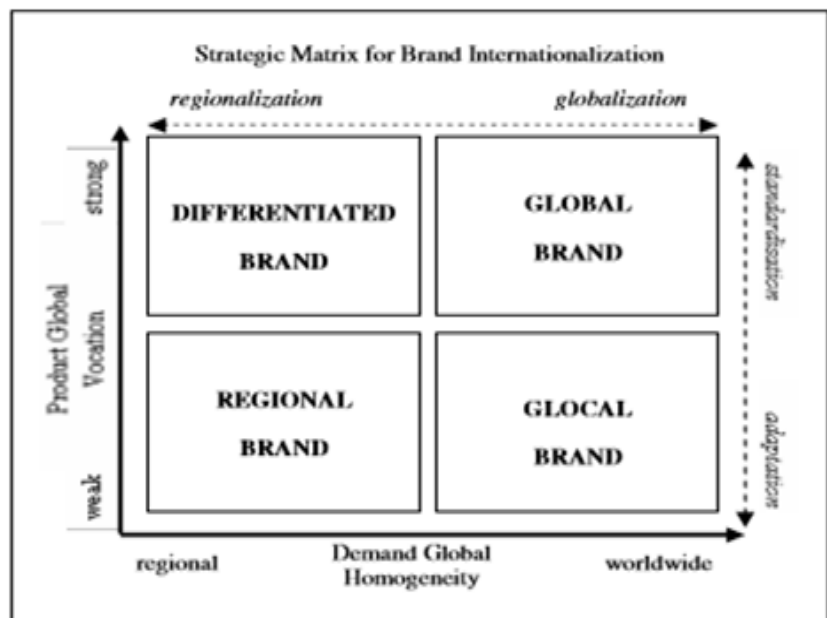 Strategic Matrix for Brand Internationalization
regionalization
globalization
strong
DIFFERENTIATED
BRAND
GLOBAL
BRAND
standardisation
Product Global
Vocation
REGIONAL
BRAND
GLOCAL
BRAND
adaptation
weak
regional
Demand Global
Homogeneity
worldwide